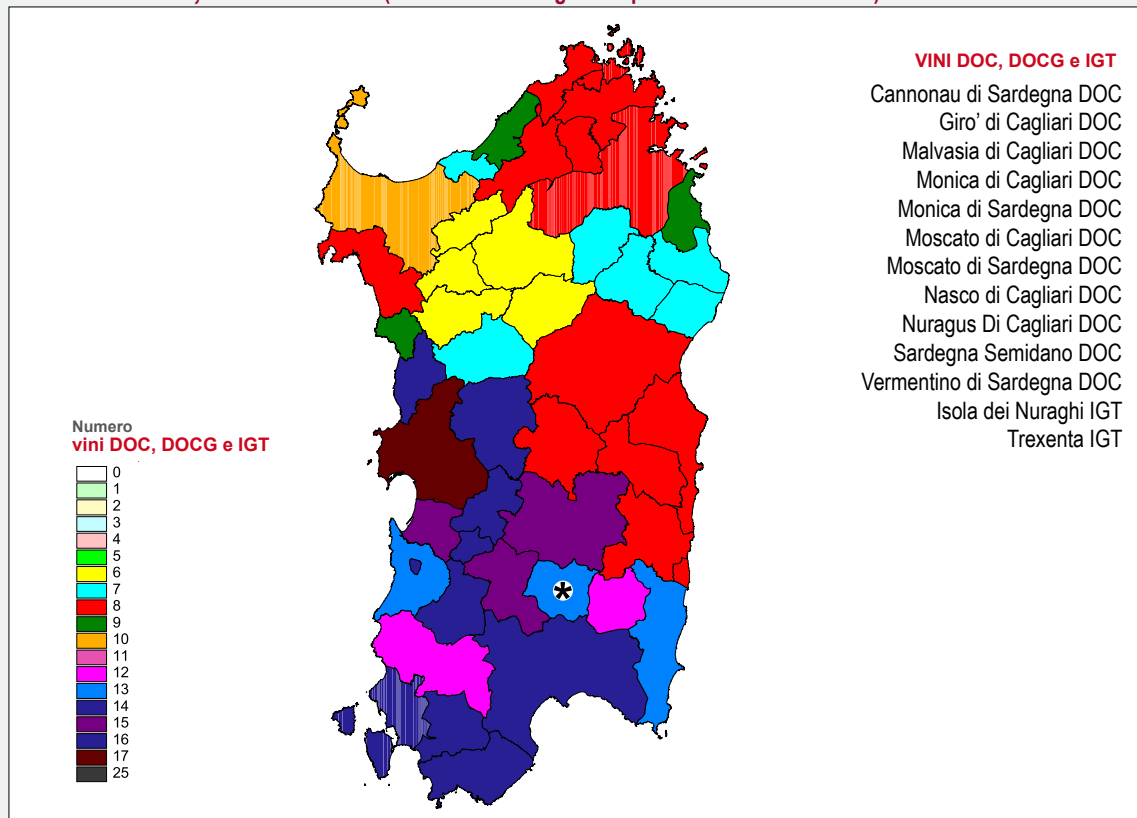 VINI DOC, DOCG e IGT
Cannonau di Sardegna DOC
Giro' di Cagliari DOC
Malvasia di Cagliari DOC
Monica di Cagliari DOC
Monica di Sardegna DOC
Moscato di Cagliari DOC
Moscato di Sardegna DOC
Nasco di Cagliari DOC
Nuragus Di Cagliari DOC
Sardegna Semidano DOC
Vermentino di Sardegna DOC
Isola dei Nuraghi IGT
Trexenta IGT
Numero
vini DOC, DOCG e IGT
0
1
2
3
4
5
6
7
8
9
10
11
12
13
14
15
16
17
25
*